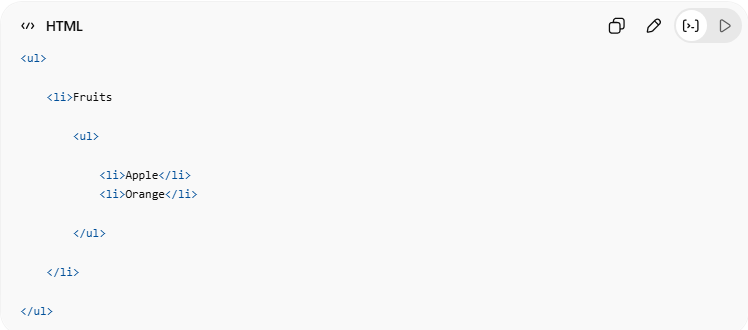 HTML
<ul>
<li>Fruits
<ul>
<li>Apple</li>
<li>Orange</li>
</ul>
</li>
</ul>